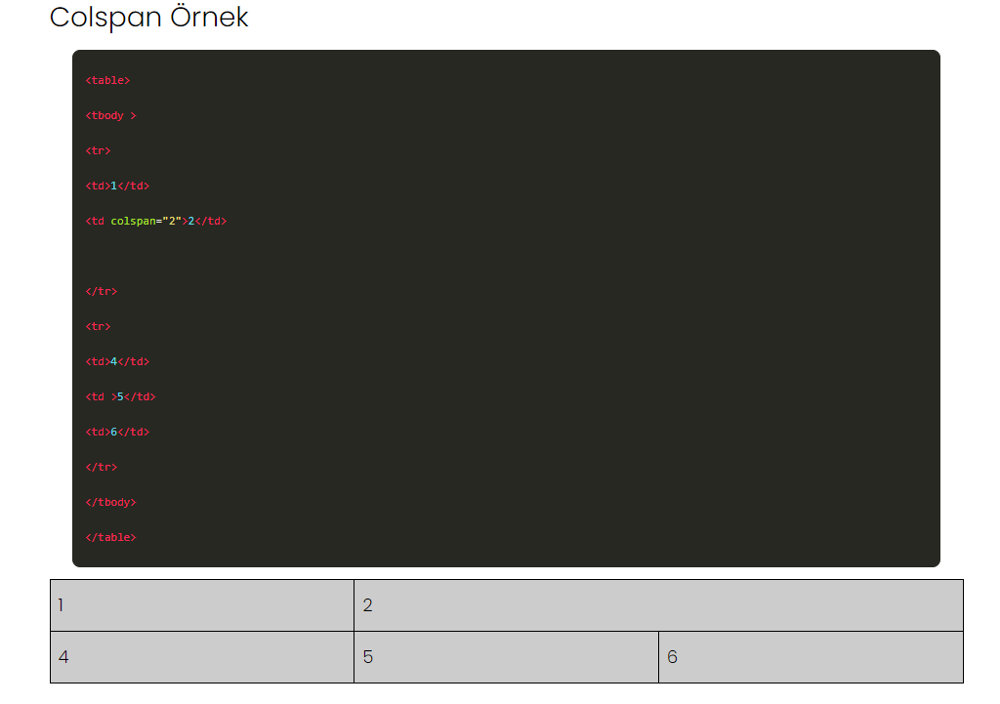 Colspan Örnek
<table>
<tbody >
<tr>
<td>1</td>
<td colspan="2">2</td>
</tr>
<tr>
<td>4</td>
<td >5</td>
<td>6</td>
</tr>
</tbody>
</table>
1 2
4 5 6